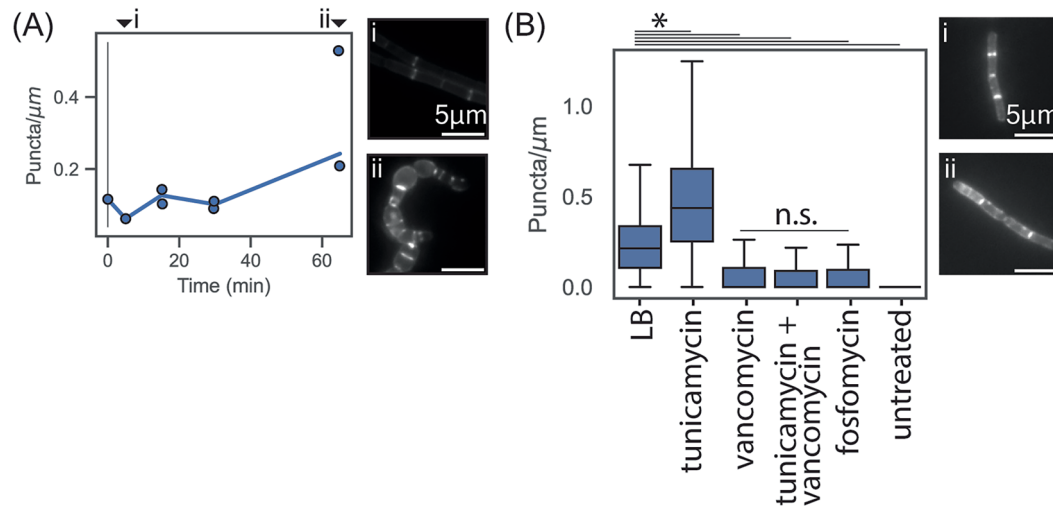 (A)
i
ii
Puncta/μm
0.4
0.2
0
20
40
60
Time (min)
i
5μm
ii
(B)
*
Puncta/μm
1.0
0.5
0.0
n.s.
LB
tunicamycin
vancomycin
tunicamycin +
vancomycin
fosfomycin
untreated
i
5μm
ii